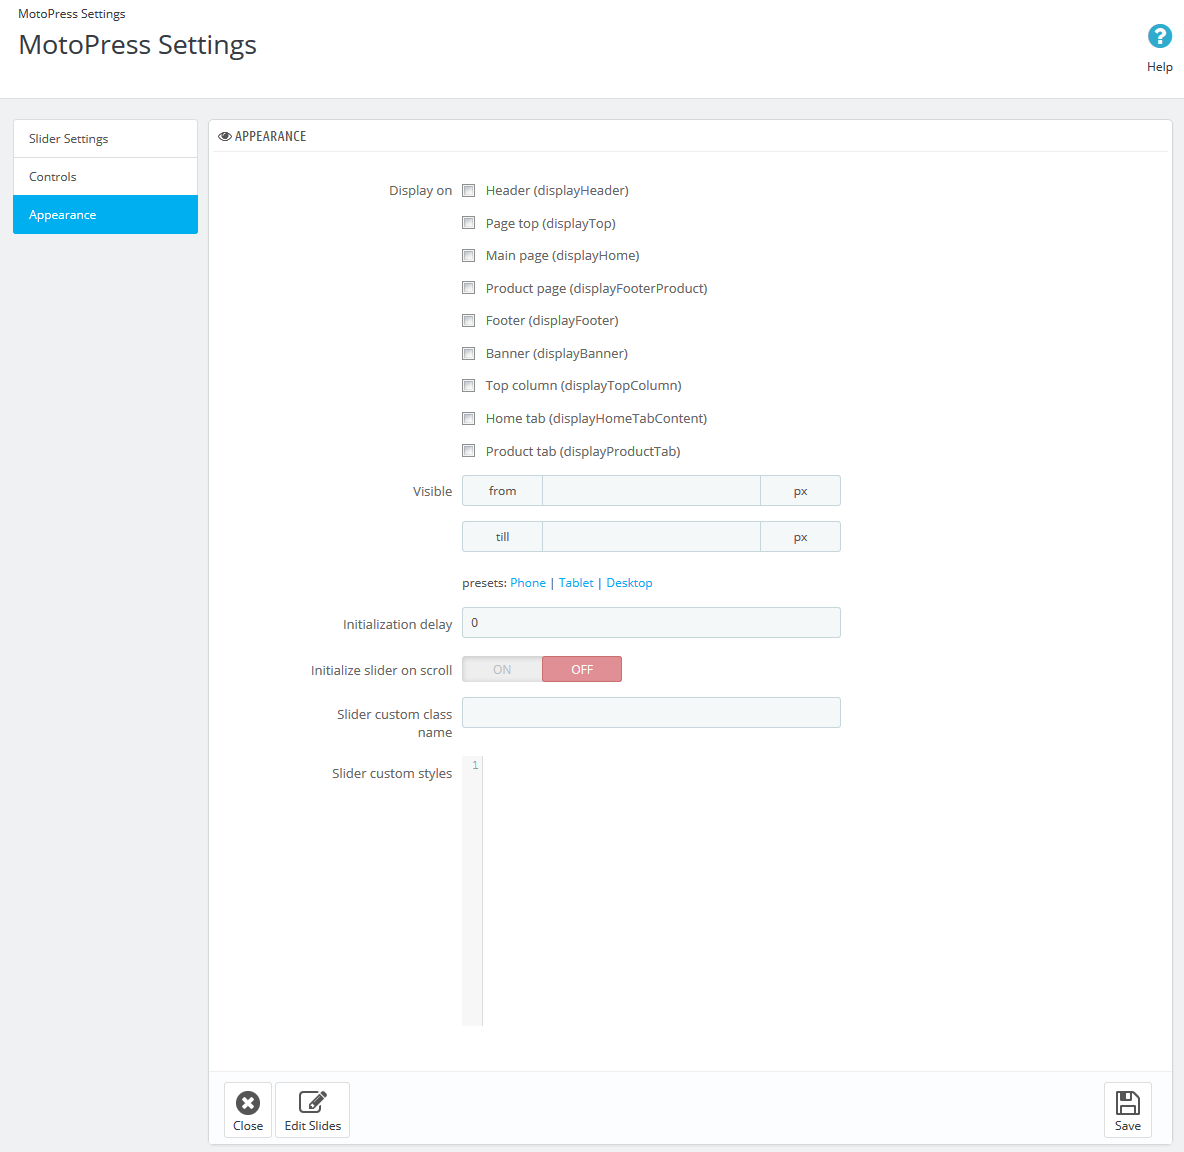 MotoPress Settings
MotoPress Settings
Help
Slider Settings
Controls
Appearance
APPEARANCE
Display on
Header (displayHeader)
Page top (displayTop)
Main page (displayHome)
Product page (displayFooterProduct)
Footer (displayFooter)
Banner (displayBanner)
Top column (displayTopColumn)
Home tab (displayHomeTabContent)
Product tab (displayProductTab)
Visible
from
px
till
px
presets: Phone | Tablet | Desktop
Initialization delay
0
Initialize slider on scroll
ON
OFF
Slider custom class
name
Slider custom styles
1
Close
Edit Slides
Save